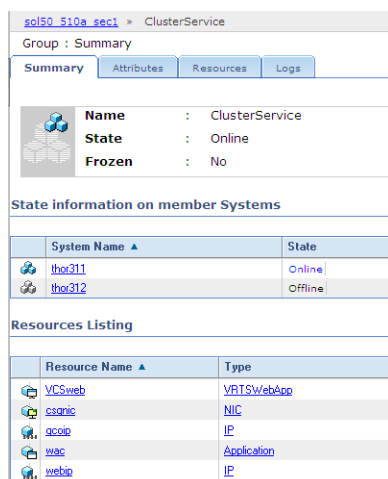 sol50_510a_sec1 » ClusterService
Group : Summary
Summary Attributes Resources Logs
Name : ClusterService
State : Online
Frozen : No
State information on member Systems
System Name ▲ State
thor311 Online
thor312 Offline
Resources Listing
Resource Name ▲ Type
VCSweb VRTSWebApp
csgnic NIC
gcoip IP
wac Application
webip IP